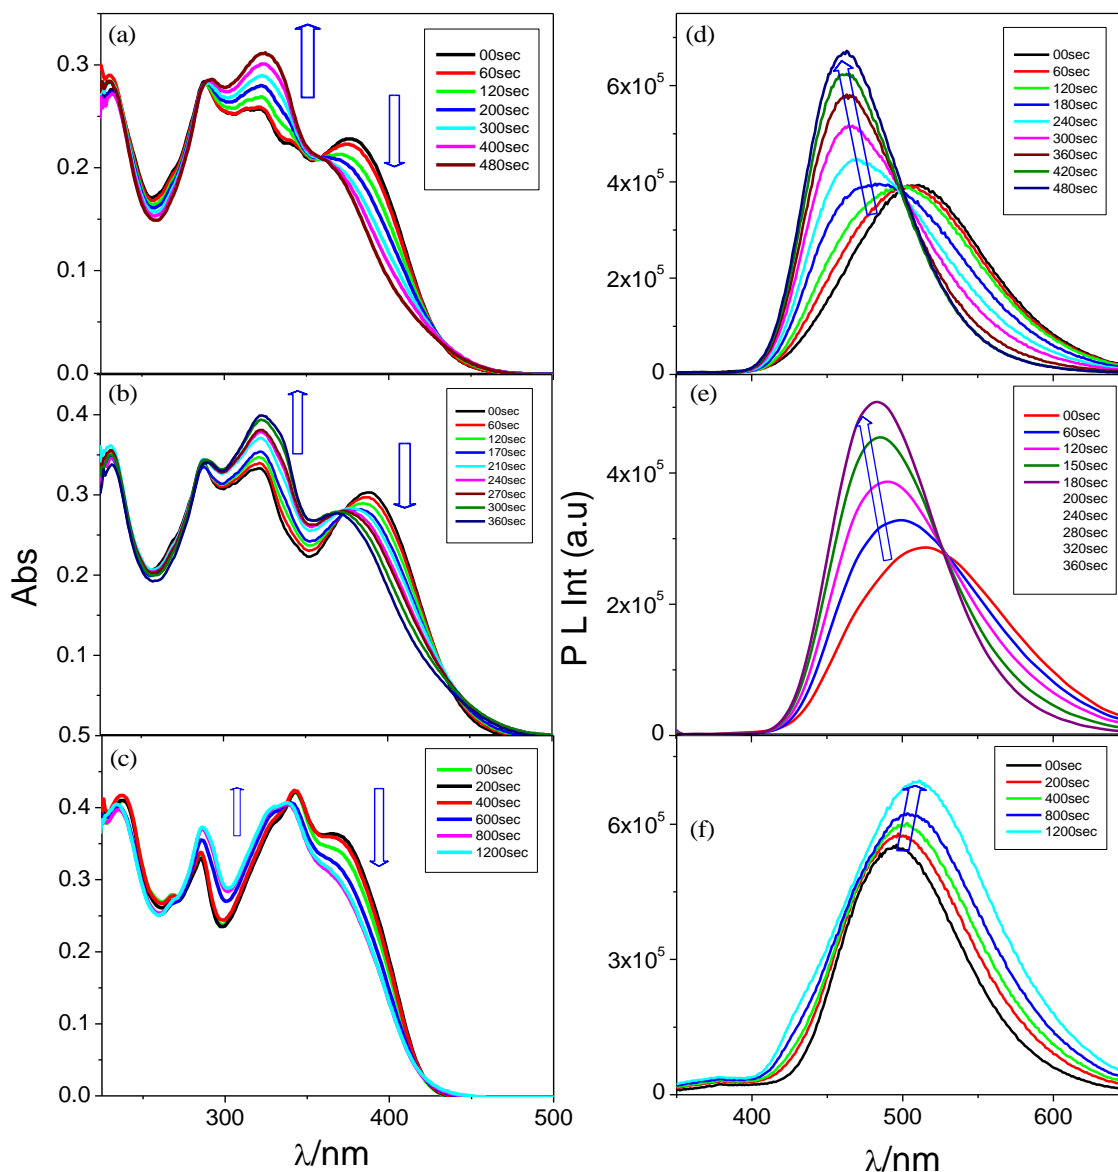 (a)
00sec
60sec
120sec
200sec
300sec
400sec
480sec
0.3
0.2
0.1
0.0
(b)
00sec
60sec
120sec
170sec
210sec
240sec
270sec
300sec
360sec
0.4
0.3
0.2
0.1
0.5
Abs
(c)
00sec
200sec
400sec
600sec
800sec
1200sec
0.4
0.3
0.2
0.1
0.0
300
400
500
λ/nm
(d)
00sec
60sec
120sec
180sec
240sec
300sec
360sec
420sec
480sec
6x10⁵
4x10⁵
2x10⁵
0
(e)
00sec
60sec
120sec
150sec
180sec
200sec
240sec
280sec
320sec
360sec
4x10⁵
2x10⁵
0
P L Int (a.u)
(f)
00sec
200sec
400sec
800sec
1200sec
6x10⁵
3x10⁵
0
400
500
600
λ/nm